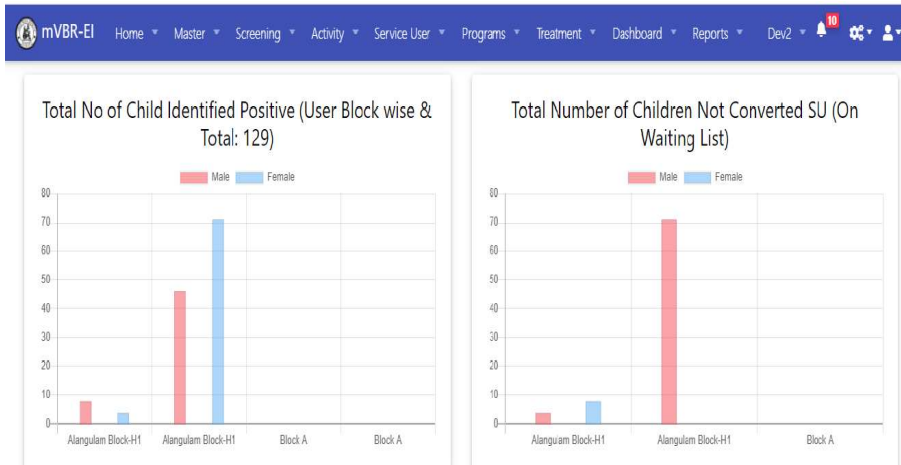 mVBR-EI Home Master Screening Activity Service User Programs Treatment Dashboard Reports Dev2 10
Total No of Child Identified Positive (User Block wise &
Total: 129)
Male Female
80
70
60
50
40
30
20
10
0
Alangulam Block-H1 Alangulam Block-H1 Block A Block A
Total Number of Children Not Converted SU (On
Waiting List)
Male Female
80
70
60
50
40
30
20
10
0
Alangulam Block-H1 Alangulam Block-H1 Block A